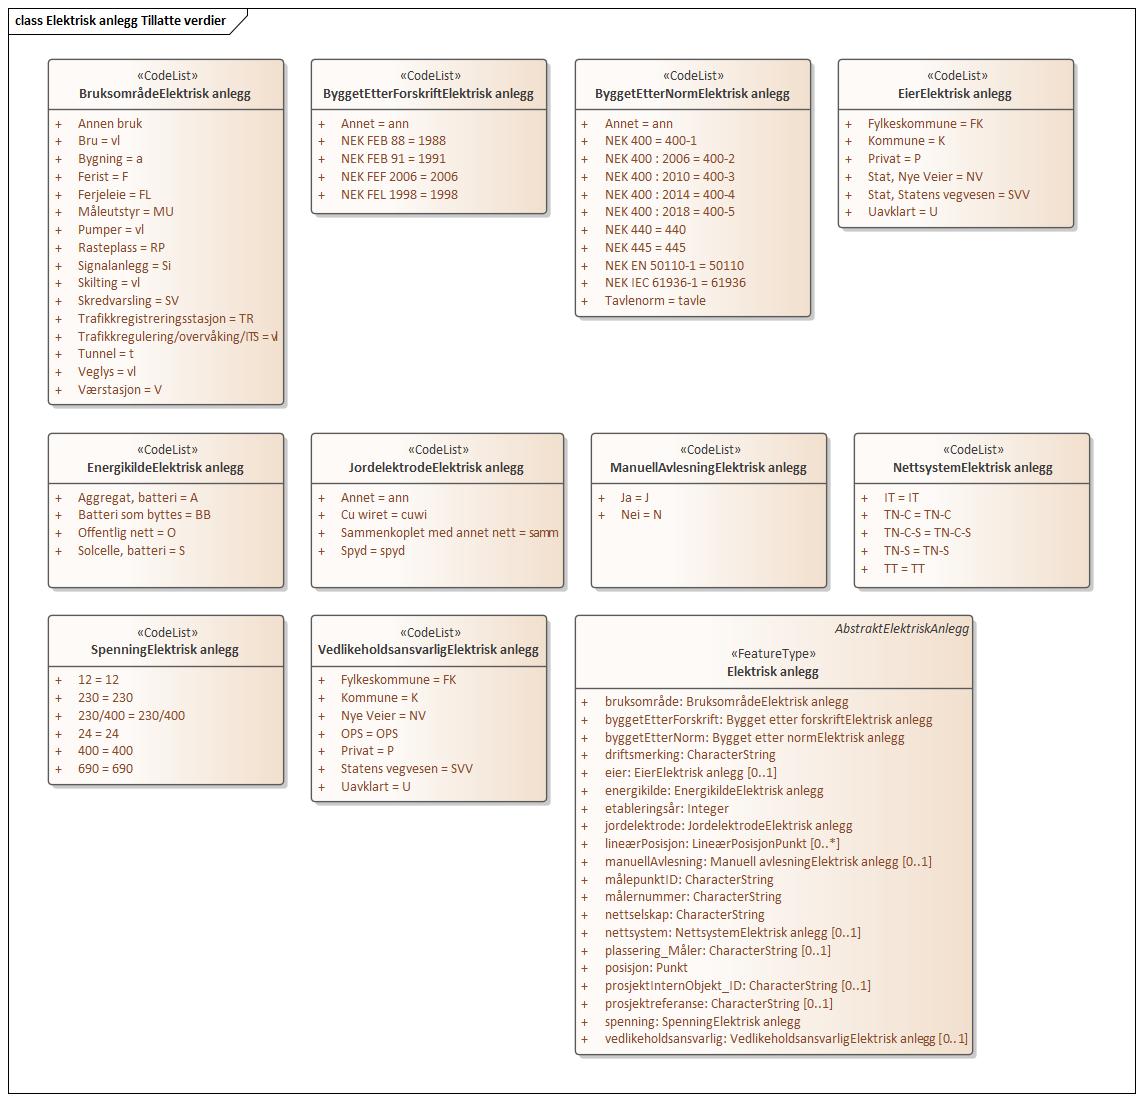 class Elektrisk anlegg Tillatte verdier
«CodeList»
BruksområdeElektrisk anlegg
+ Annen bruk
+ Bru = vl
+ Bygning = a
+ Ferist = F
+ Ferjeleie = FL
+ Måleutstyr = MU
+ Pumper = vl
+ Rasteplass = RP
+ Signalanlegg = Si
+ Skilting = vl
+ Skredvarsling = SV
+ Trafikkregistreringsstasjon = TR
+ Trafikkregulering/overvåking/ITS = vl
+ Tunnel = t
+ Veglys = vl
+ Værstasjon = V
«CodeList»
ByggetEtterForskriftElektrisk anlegg
+ Annet = ann
+ NEK FEB 88 = 1988
+ NEK FEB 91 = 1991
+ NEK FEF 2006 = 2006
+ NEK FEL 1998 = 1998
«CodeList»
ByggetEtterNormElektrisk anlegg
+ Annet = ann
+ NEK 400 = 400-1
+ NEK 400 : 2006 = 400-2
+ NEK 400 : 2010 = 400-3
+ NEK 400 : 2014 = 400-4
+ NEK 400 : 2018 = 400-5
+ NEK 440 = 440
+ NEK 445 = 445
+ NEK EN 50110-1 = 50110
+ NEK IEC 61936-1 = 61936
+ Tavlenorm = tavle
«CodeList»
EierElektrisk anlegg
+ Fylkeskommune = FK
+ Kommune = K
+ Privat = P
+ Stat, Nye Veier = NV
+ Stat, Statens vegvesen = SVV
+ Uavklart = U
«CodeList»
EnergikildeElektrisk anlegg
+ Aggregat, batteri = A
+ Batteri som byttes = BB
+ Offentlig nett = O
+ Solcelle, batteri = S
«CodeList»
JordelektrodeElektrisk anlegg
+ Annet = ann
+ Cu wiret = cuwi
+ Sammenkoplet med annet nett = samm
+ Spyd = spyd
«CodeList»
ManuellAvlesningElektrisk anlegg
+ Ja = J
+ Nei = N
«CodeList»
NettsystemElektrisk anlegg
+ IT = IT
+ TN-C = TN-C
+ TN-C-S = TN-C-S
+ TN-S = TN-S
+ TT = TT
«CodeList»
SpenningElektrisk anlegg
+ 12 = 12
+ 230 = 230
+ 230/400 = 230/400
+ 24 = 24
+ 400 = 400
+ 690 = 690
«CodeList»
VedlikeholdsansvarligElektrisk anlegg
+ Fylkeskommune = FK
+ Kommune = K
+ Nye Veier = NV
+ OPS = OPS
+ Privat = P
+ Statens vegvesen = SVV
+ Uavklart = U
AbstraktElektriskAnlegg
«FeatureType»
Elektrisk anlegg
+ bruksområde: BruksområdeElektrisk anlegg
+ byggetEtterForskrift: Bygget etter forskriftElektrisk anlegg
+ byggetEtterNorm: Bygget etter normElektrisk anlegg
+ driftsmerking: CharacterString
+ eier: EierElektrisk anlegg [0..1]
+ energikilde: EnergikildeElektrisk anlegg
+ etableringsår: Integer
+ jordelektrode: JordelektrodeElektrisk anlegg
+ lineærPosisjon: LineærPosisjonPunkt [0..*]
+ manuellAvlesning: Manuell avlesningElektrisk anlegg [0..1]
+ målepunktID: CharacterString
+ målernummer: CharacterString
+ nettselskap: CharacterString
+ nettsystem: NettsystemElektrisk anlegg [0..1]
+ plassering_Måler: CharacterString [0..1]
+ posisjon: Punkt
+ prosjektInternObjekt_ID: CharacterString [0..1]
+ prosjektreferanse: CharacterString [0..1]
+ spenning: SpenningElektrisk anlegg
+ vedlikeholdsansvarlig: VedlikeholdsansvarligElektrisk anlegg [0..1]